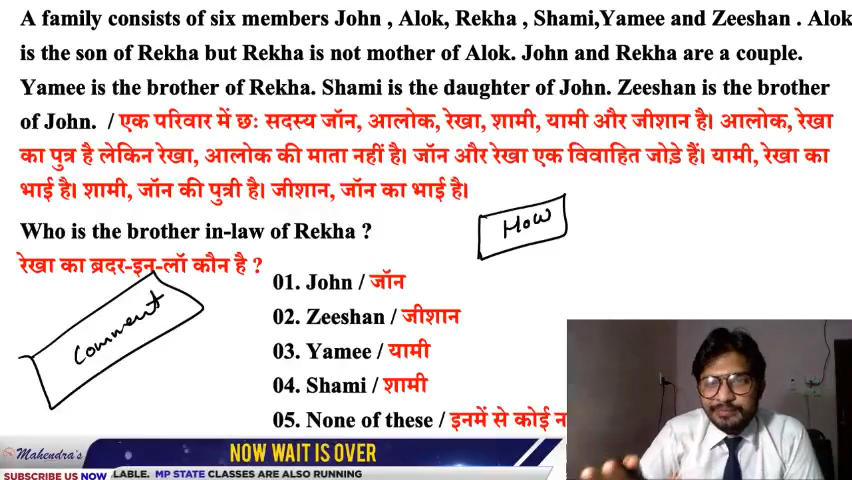 A family consists of six members John , Alok, Rekha , Shami,Yamee and Zeeshan . Alok
is the son of Rekha but Rekha is not mother of Alok. John and Rekha are a couple.
Yamee is the brother of Rekha. Shami is the daughter of John. Zeeshan is the brother
of John. / एक परिवार में छः सदस्य जॉन, आलोक, रेखा, शामी, यामी और जीशान है। आलोक, रेखा
का पुत्र है लेकिन रेखा, आलोक की माता नहीं है। जॉन और रेखा एक विवाहित जोड़े हैं। यामी, रेखा का
भाई है। शामी, जॉन की पुत्री है। जीशान, जॉन का भाई है।
How
Who is the brother in-law of Rekha ?
रेखा का ब्रदर-इन-लॉ कौन है ?
Comment
01. John / जॉन
02. Zeeshan / जीशान
03. Yamee / यामी
04. Shami / शामी
05. None of these / इनमें से कोई न
Mahendra's
NOW WAIT IS OVER
SUBSCRIBE US NOW
LABLE. MP STATE CLASSES ARE ALSO RUNNING